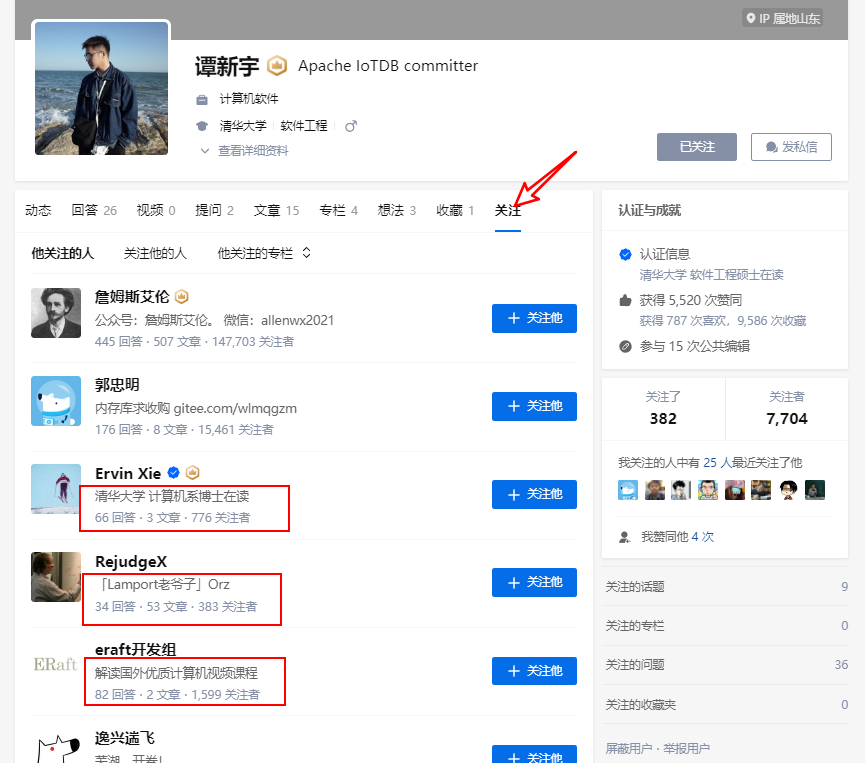 IP 属地山东
谭新宇 Apache IoTDB committer
计算机软件
清华大学 软件工程
查看详细资料
已关注
发私信
动态 回答 26 视频 0 提问 2 文章 15 专栏 4 想法 3 收藏 1 关注
他关注的人 关注他的人 他关注的专栏
詹姆斯艾伦
公众号：詹姆斯艾伦。 微信：allenwx2021
445 回答 · 507 文章 · 147,703 关注者
+ 关注他
郭忠明
内存库求收购 gitee.com/wlmqgzm
176 回答 · 8 文章 · 15,461 关注者
+ 关注他
Ervin Xie
清华大学 计算机系博士在读
66 回答 · 3 文章 · 776 关注者
+ 关注他
RejudgeX
「Lamport老爷子」Orz
34 回答 · 53 文章 · 383 关注者
+ 关注他
ERaft
eraft开发组
解读国外优质计算机视频课程
82 回答 · 2 文章 · 1,599 关注者
+ 关注他
逸兴遄飞
芜湖，开卷！
+ 关注他
认证与成就
认证信息
清华大学 软件工程硕士在读
获得 5,520 次赞同
获得 787 次喜欢，9,586 次收藏
参与 15 次公共编辑
关注了
382
关注者
7,704
我关注的人中有 25 人最近关注了他
我赞同他 4 次
关注的话题 9
关注的专栏 0
关注的问题 36
关注的收藏夹 0
屏蔽用户 · 举报用户